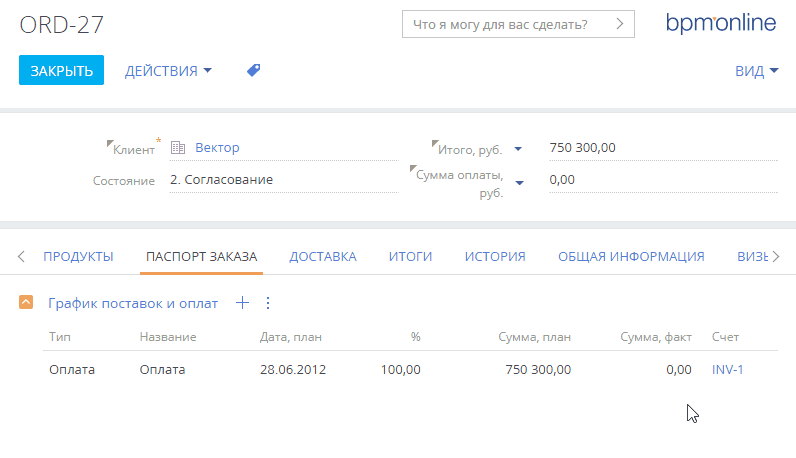 ORD-27
Что я могу для вас сделать?
bpm'online
ЗАКРЫТЬ
ДЕЙСТВИЯ
ВИД
Клиент*
Вектор
Итого, руб.
750 300,00
Состояние
2. Согласование
Сумма оплаты,
руб.
0,00
ПРОДУКТЫ ПАСПОРТ ЗАКАЗА ДОСТАВКА ИТОГИ ИСТОРИЯ ОБЩАЯ ИНФОРМАЦИЯ ВИЗЬ
График поставок и оплат
Тип Название Дата, план % Сумма, план Сумма, факт Счет
Оплата Оплата 28.06.2012 100,00 750 300,00 0,00 INV-1